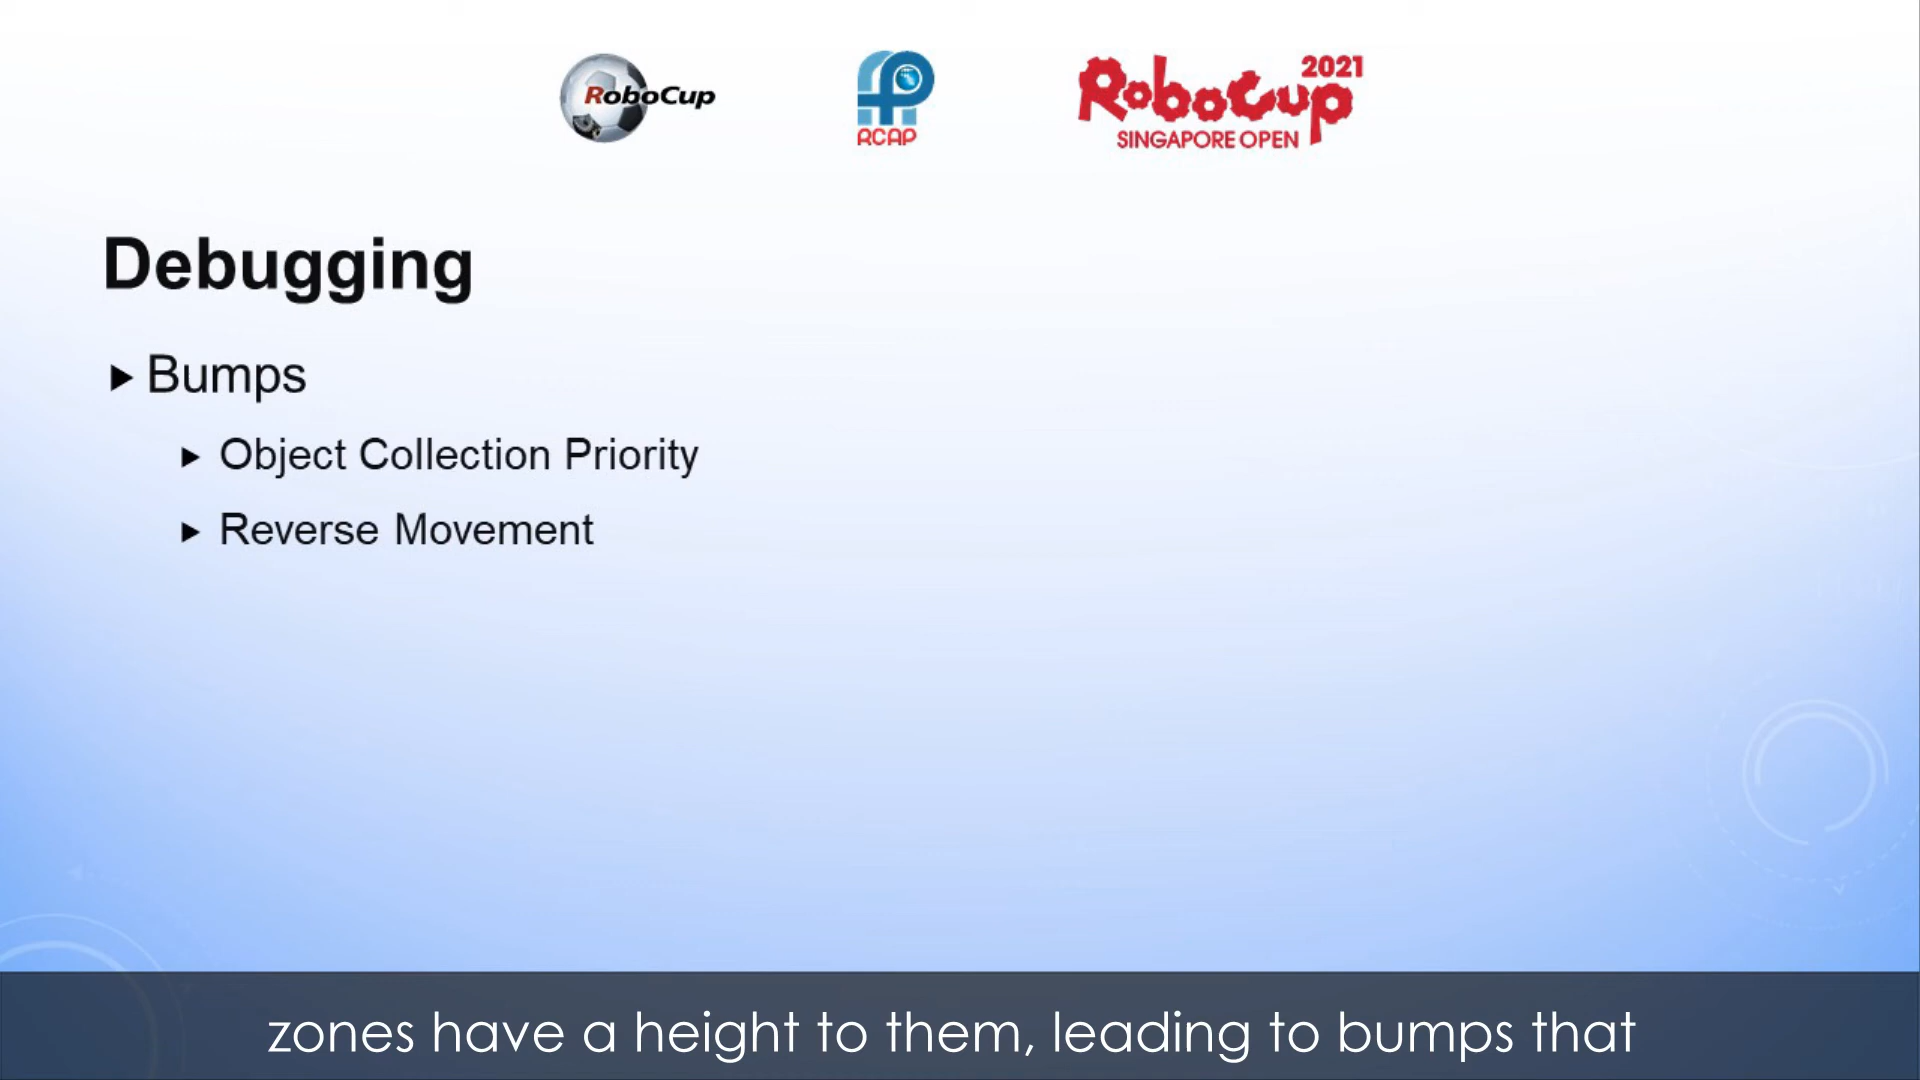 RoboCup
RCAP
RoboCup 2021
SINGAPORE OPEN
Debugging
Bumps
Object Collection Priority
Reverse Movement
zones have a height to them, leading to bumps that